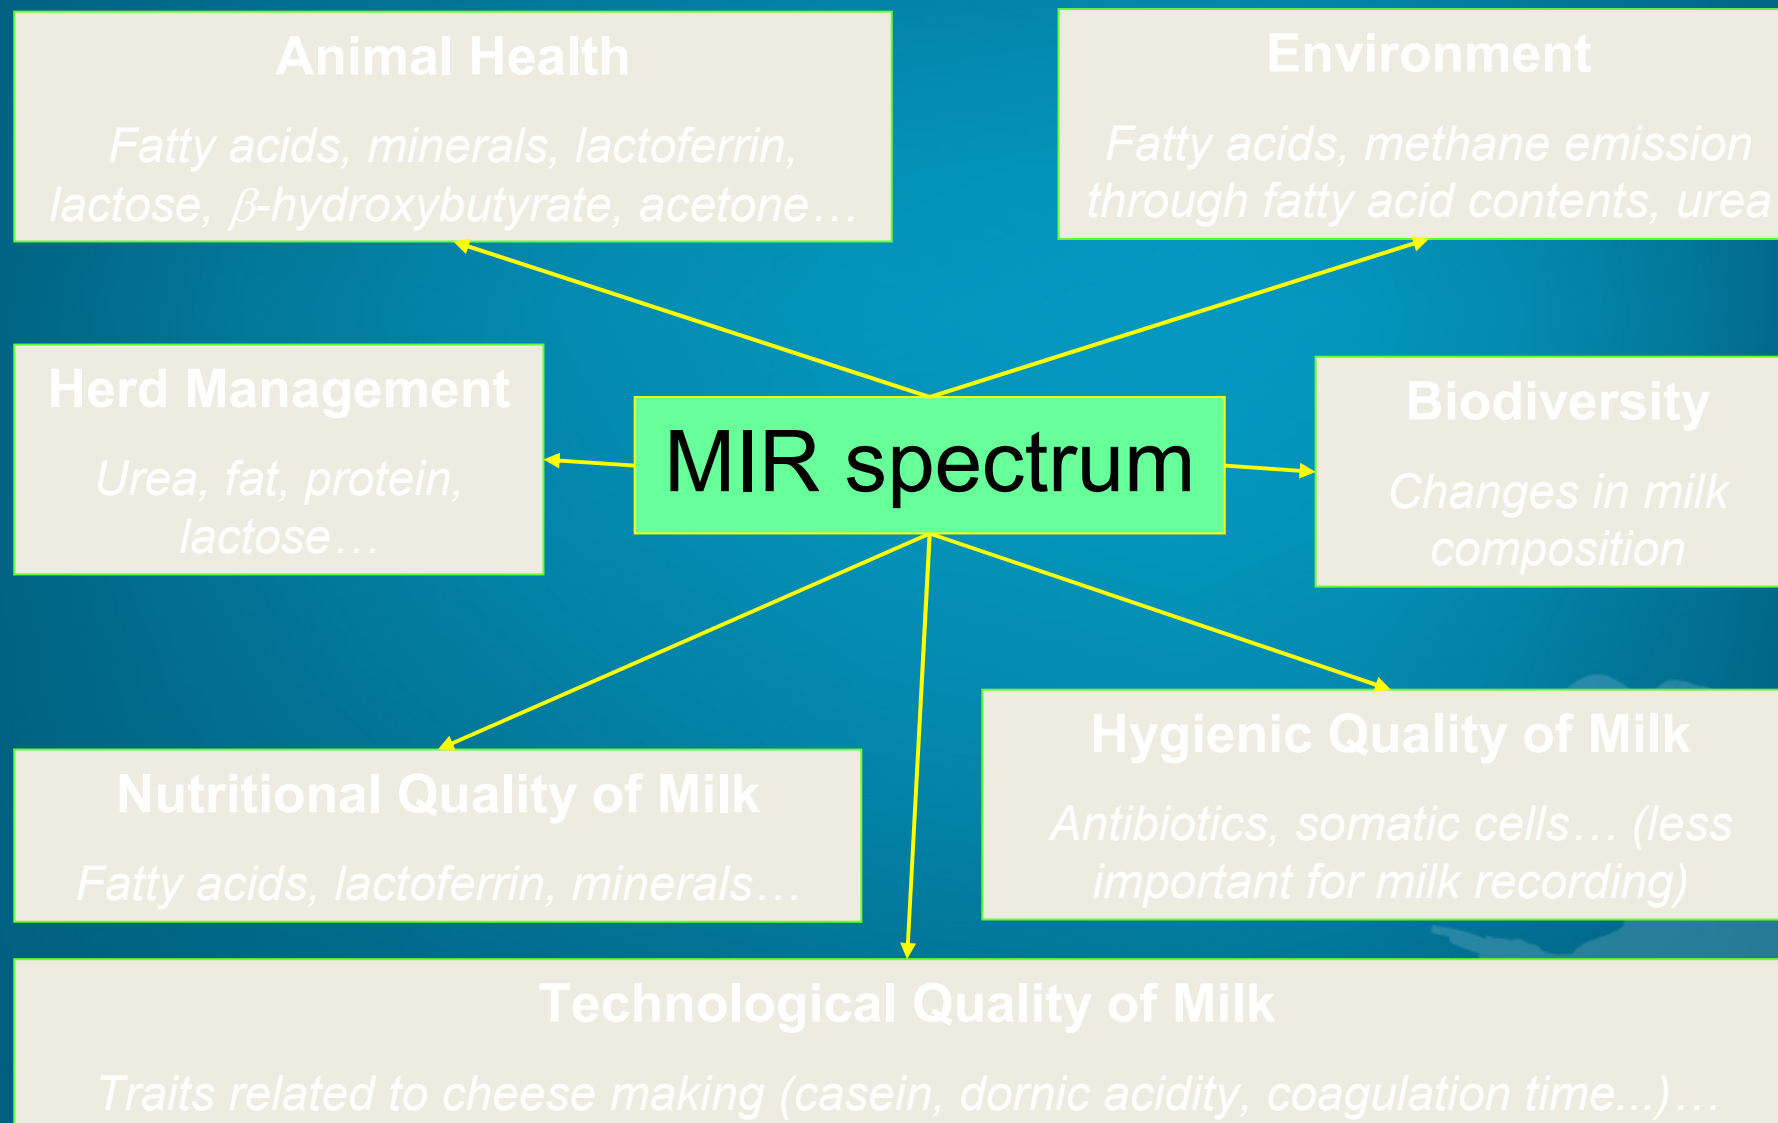 Animal Health
Fatty acids, minerals, lactoferrin,
lactose, β-hydroxybutyrate, acetone…
Environment
Fatty acids, methane emission
through fatty acid contents, urea
Herd Management
Urea, fat, protein,
lactose…
MIR spectrum
Biodiversity
Changes in milk
composition
Nutritional Quality of Milk
Fatty acids, lactoferrin, minerals…
Hygienic Quality of Milk
Antibiotics, somatic cells… (less
important for milk recording)
Technological Quality of Milk
Traits related to cheese making (casein, dornic acidity, coagulation time...)…